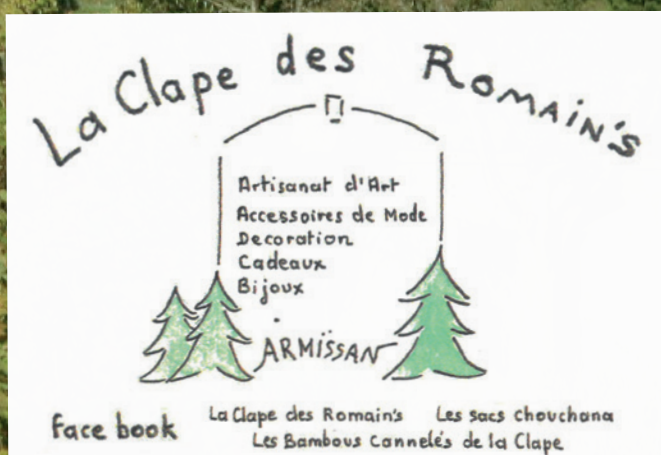 La Clape des Romain's
Artisanat d'Art
Accessoires de Mode
Decoration
Cadeaux
Bijoux
ARMISSAN
face book
La Clape des Romain's Les sacs chouchana
Les Bambous Cannelés de la Clape